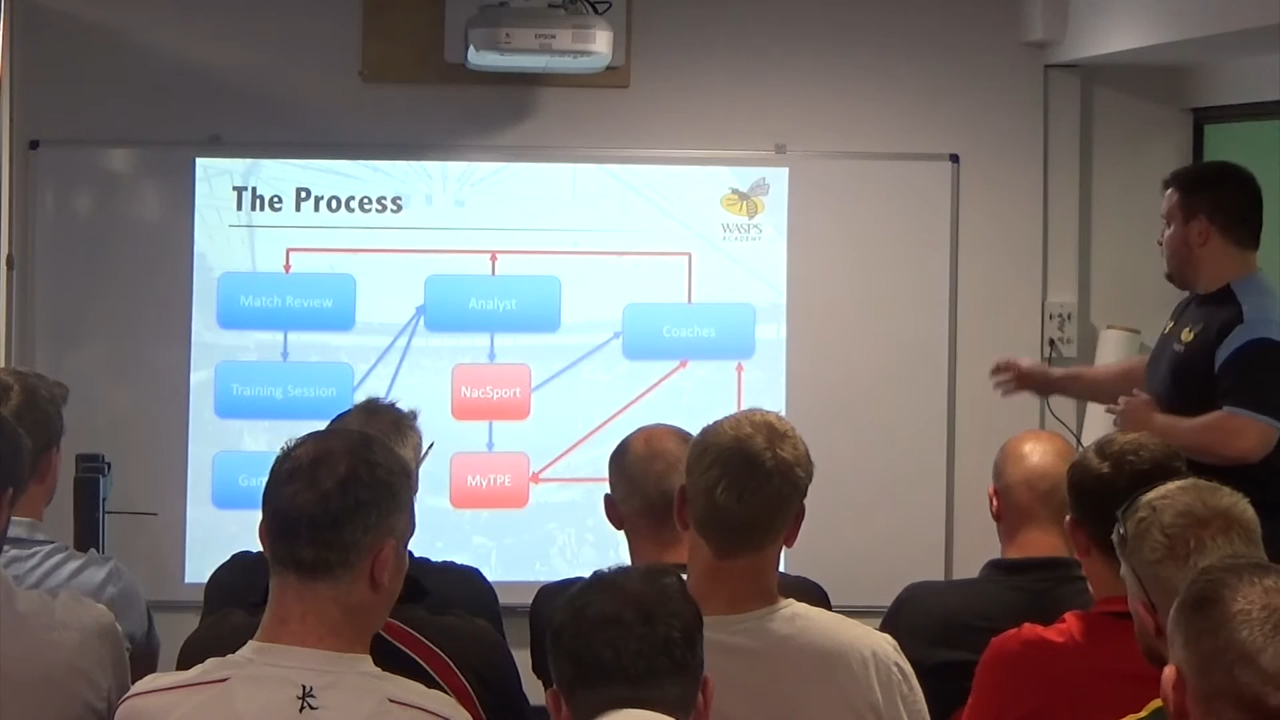 EPSON
The Process
WASPS
ACADEMY
Match Review
Analyst
Coaches
Training Session
NacSport
MyTPE